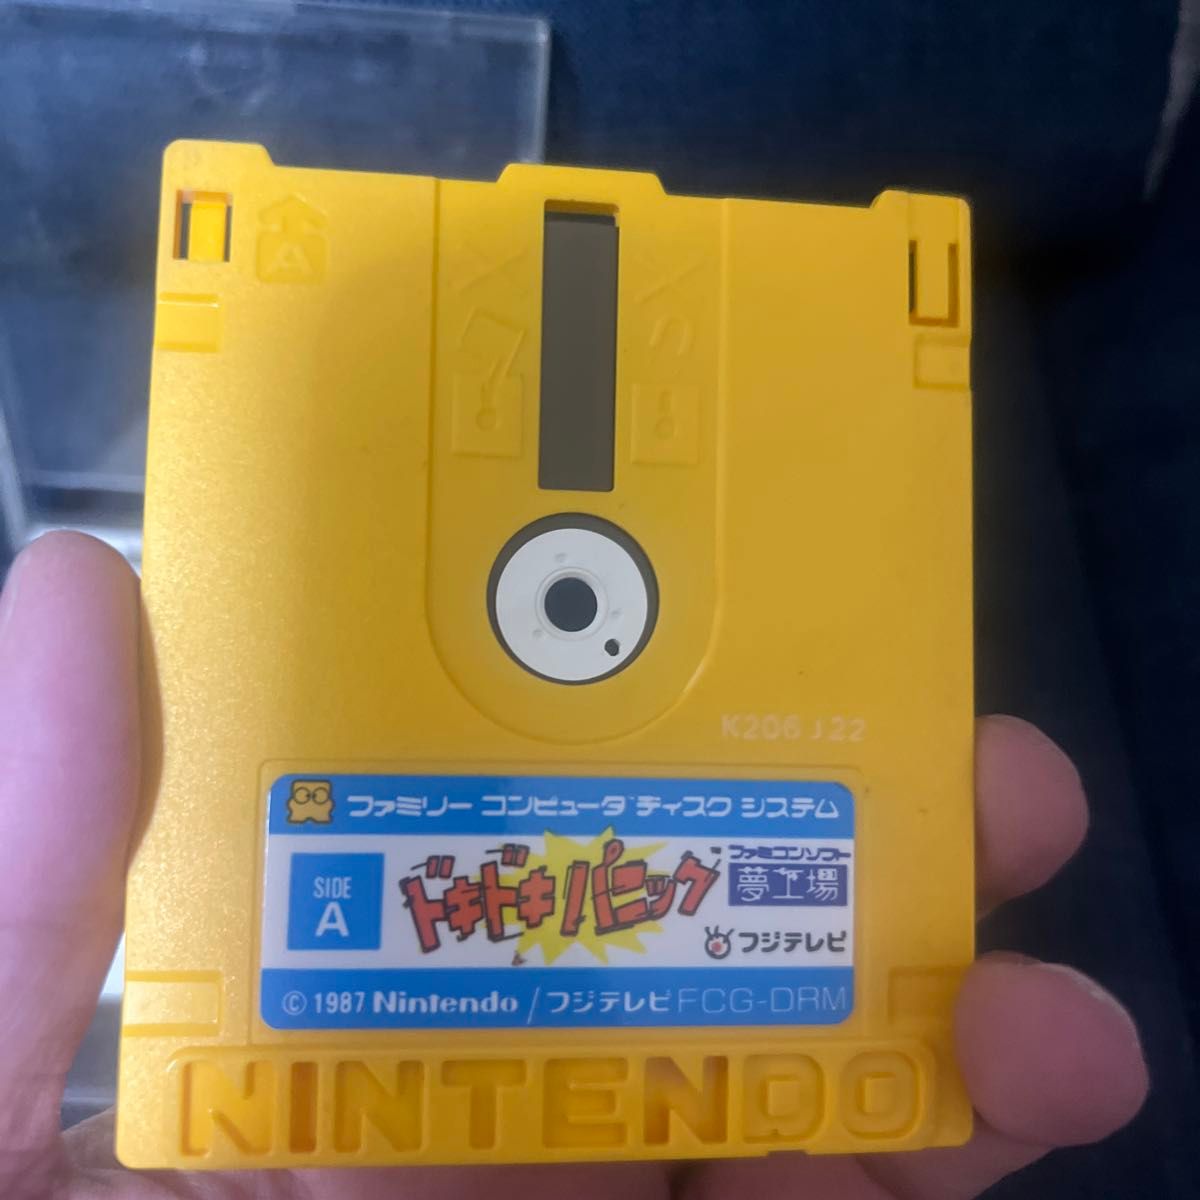 A
K206 J22
ファミリー コンピュータ ディスク システム
SIDE
A
ドキドキパニック™
ファミコンソフト
夢工場
フジテレビ
© 1987 Nintendo / フジテレビ FCG-DRM
NINTENDO